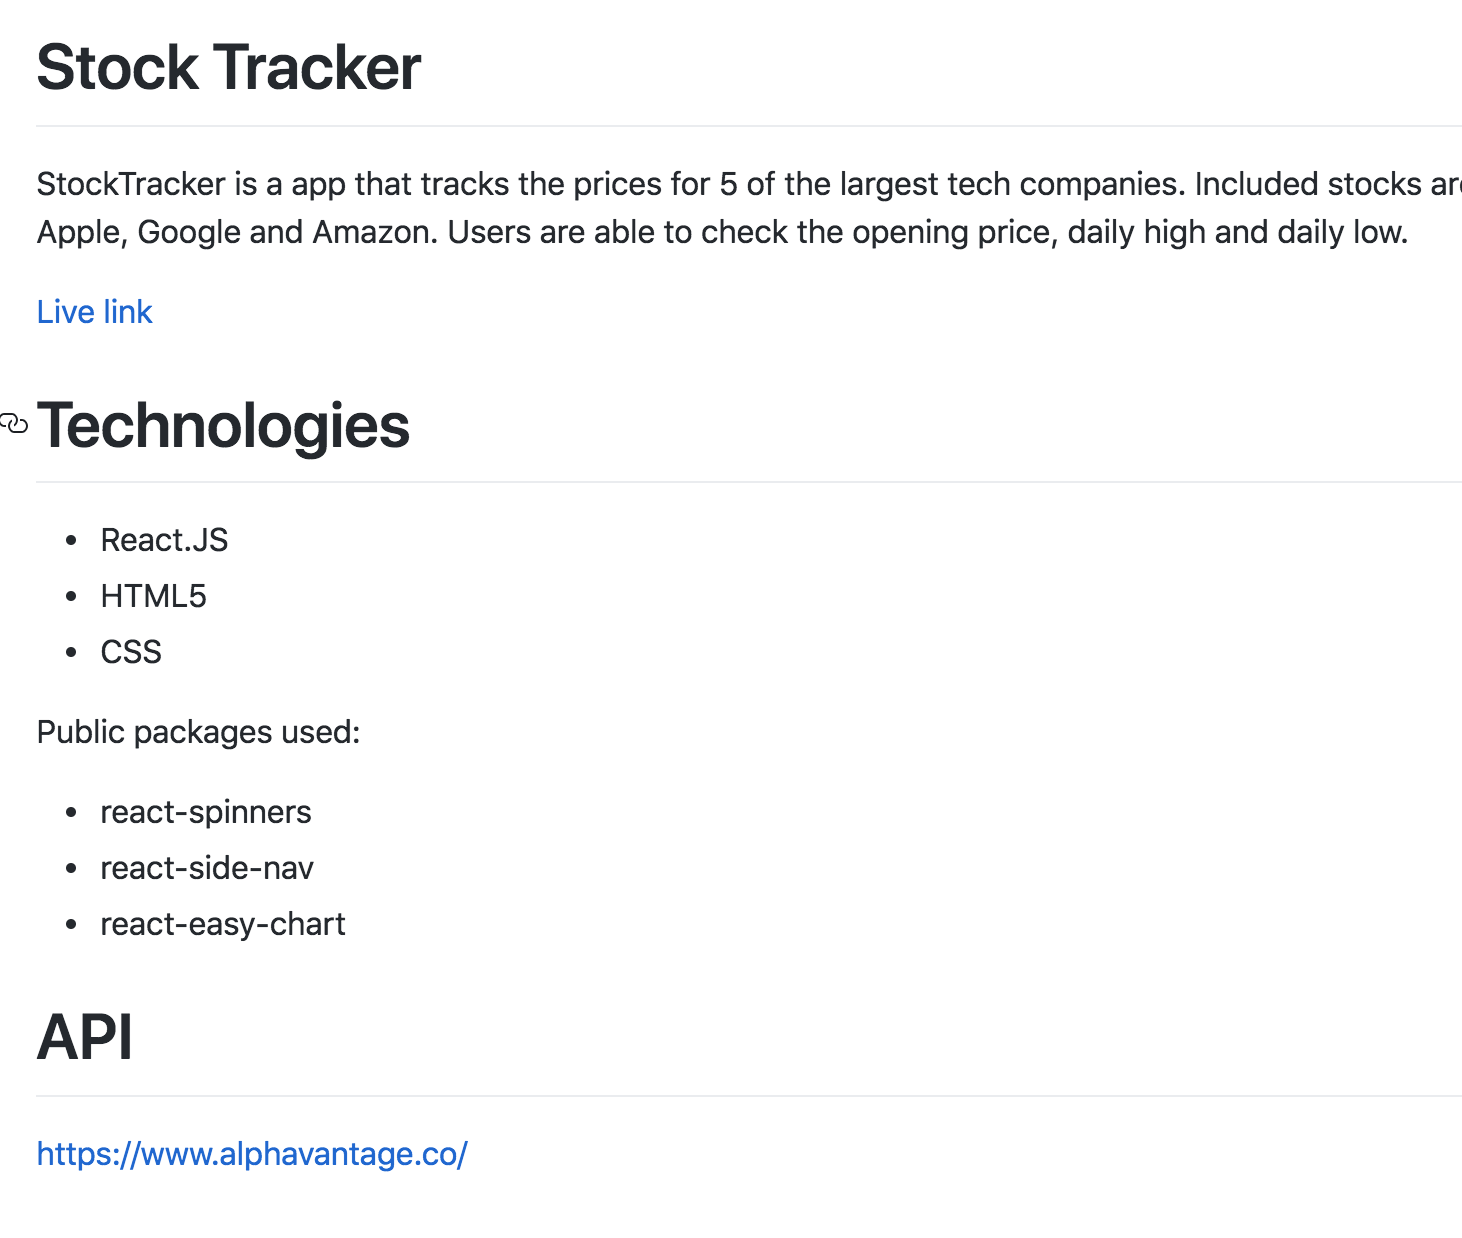 Stock Tracker
StockTracker is a app that tracks the prices for 5 of the largest tech companies. Included stocks
Apple, Google and Amazon. Users are able to check the opening price, daily high and daily low.
Live link
Technologies
• React.JS
• HTML5
• CSS
Public packages used:
• react-spinners
• react-side-nav
• react-easy-chart
API
https://www.alphavantage.co/